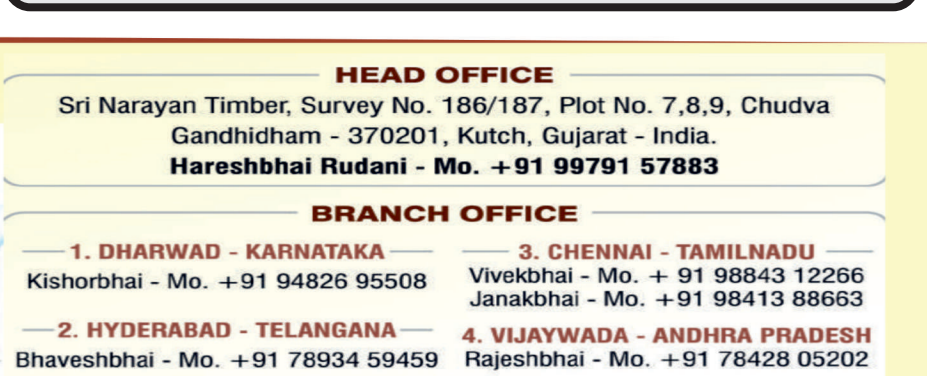 HEAD OFFICE
Sri Narayan Timber, Survey No. 186/187, Plot No. 7,8,9, Chudva
Gandhidham - 370201, Kutch, Gujarat - India.
Hareshbhai Rudani - Mo. +91 99791 57883
BRANCH OFFICE
1. DHARWAD - KARNATAKA
Kishorbhai - Mo. +91 94826 95508
2. HYDERABAD - TELANGANA
Bhaveshbhai - Mo. +91 78934 59459
3. CHENNAI - TAMILNADU
Vivekbhai - Mo. + 91 98843 12266
Janakbhai - Mo. +91 98413 88663
4. VIJAYWADA - ANDHRA PRADESH
Rajeshbhai - Mo. +91 78428 05202